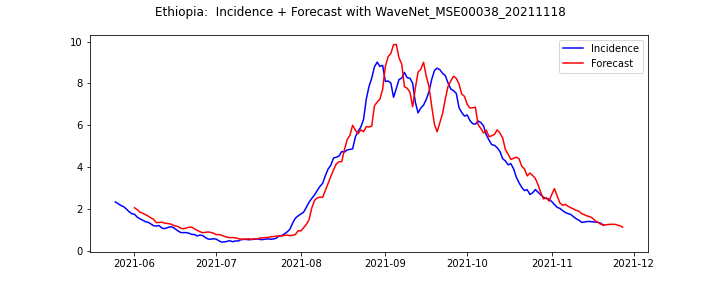 Ethiopia:  Incidence + Forecast with WaveNet_MSE00038_20211118
Incidence
Forecast
10
8
6
4
2
0
2021-06 2021-07 2021-08 2021-09 2021-10 2021-11 2021-12